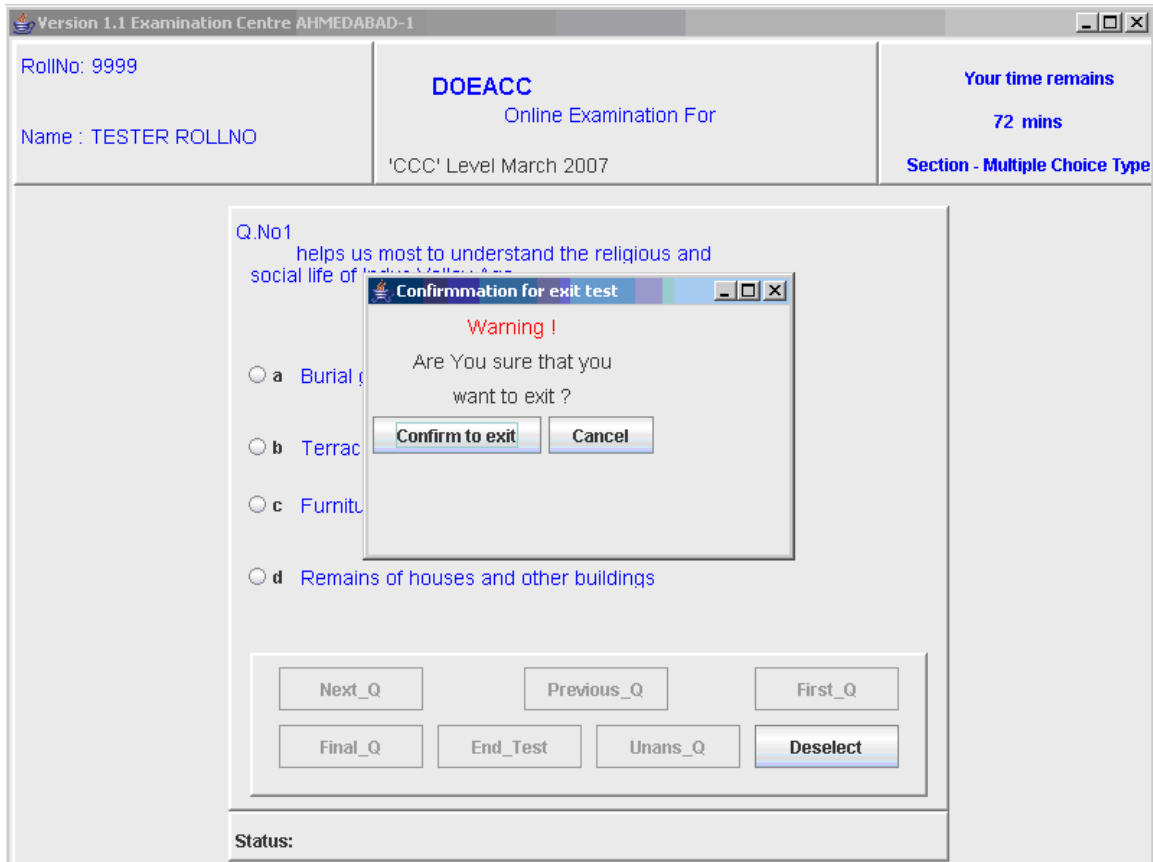 Version 1.1 Examination Centre AHMEDABAD-1
RollNo: 9999
Name : TESTER ROLLNO
DOEACC
Online Examination For
'CCC' Level March 2007
Your time remains
72 mins
Section - Multiple Choice Type
Q.No1
helps us most to understand the religious and
social life of Indus Valley Age
a Burial
b
c
d Remains of houses and other buildings
Confirmmation for exit test
Warning !
Are You sure that you
want to exit ?
Confirm to exit Cancel
Next_Q Previous_Q First_Q
Final_Q End_Test Unans_Q Deselect
Status: